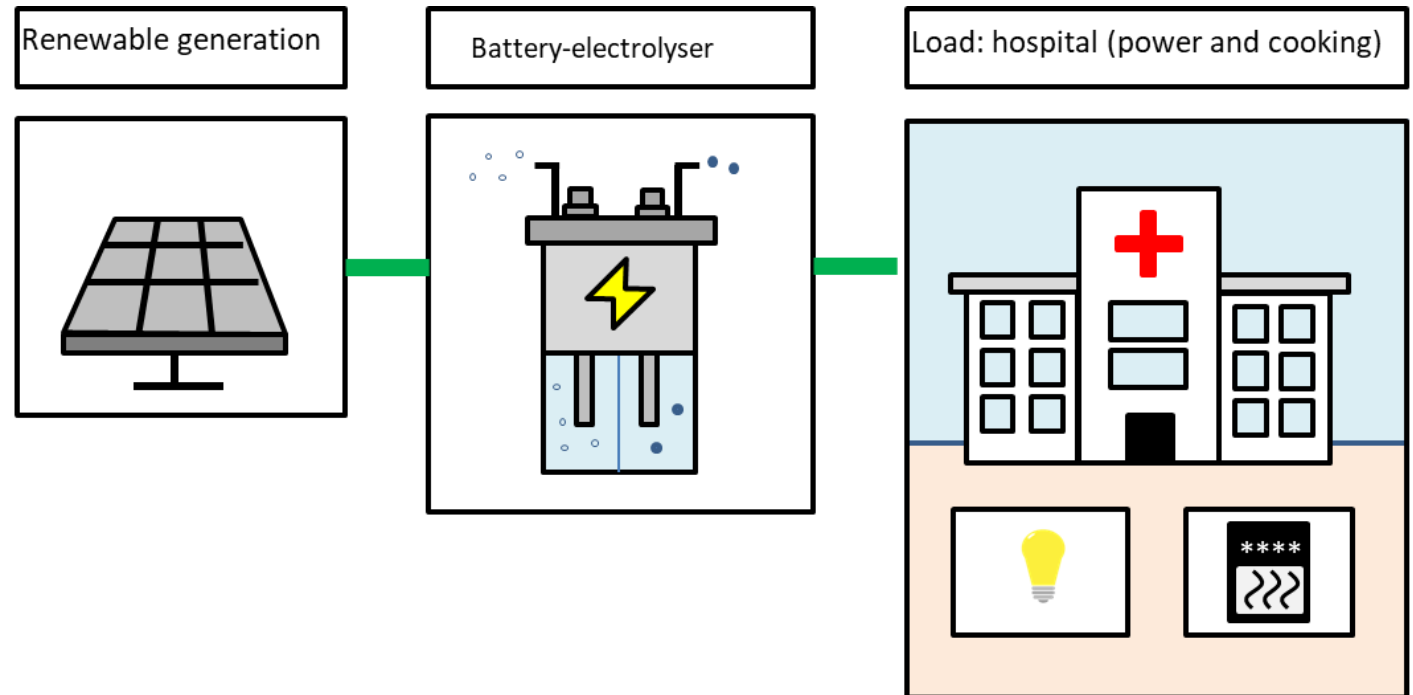 Renewable generation
Battery-electrolyser
Load: hospital (power and cooking)
****